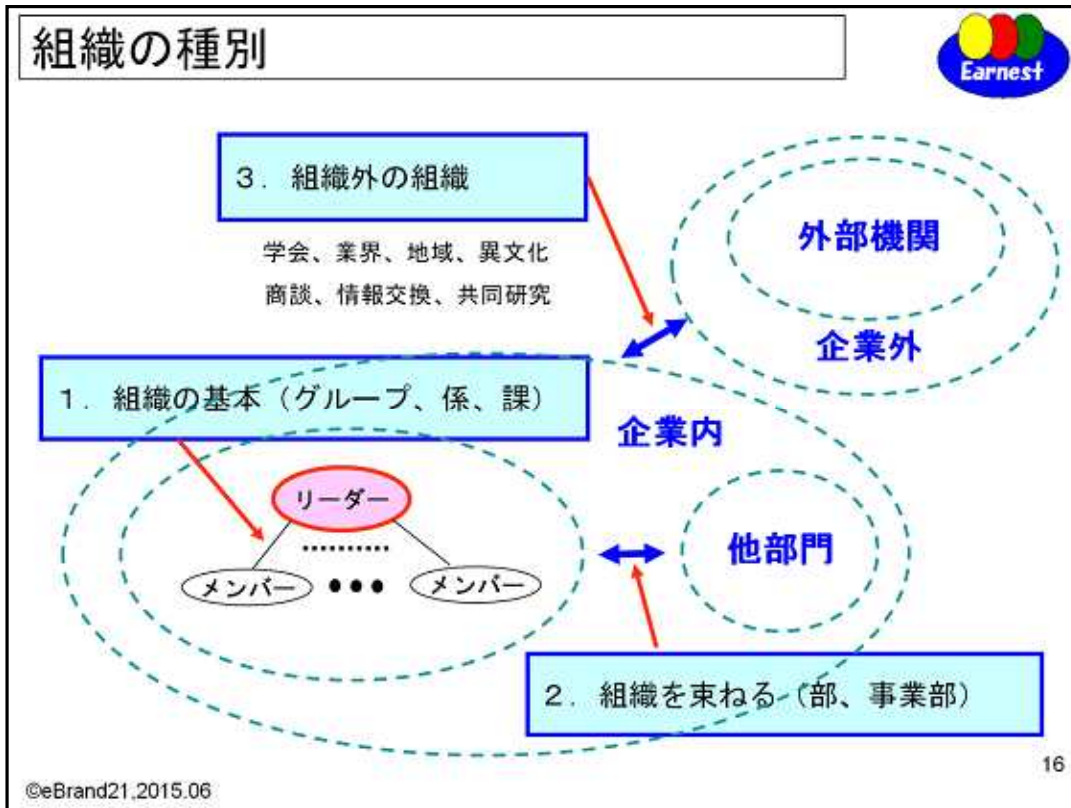 組織の種別
Earnest
３．組織外の組織
学会、業界、地域、異文化
商談、情報交換、共同研究
外部機関
企業外
１．組織の基本（グループ、係、課）
企業内
リーダー
メンバー
メンバー
他部門
２．組織を束ねる（部、事業部）
16
©eBrand21,2015.06